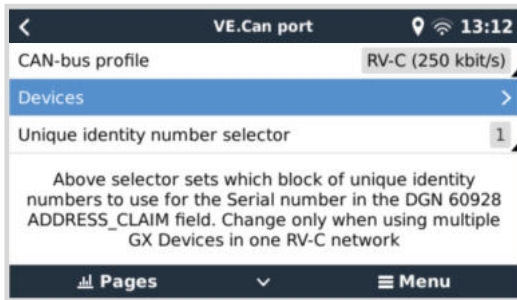 VE.Can port 13:12
CAN-bus profile RV-C (250 kbit/s)
Devices
Unique identity number selector 1
Above selector sets which block of unique identity
numbers to use for the Serial number in the DGN 60928
ADDRESS_CLAIM field. Change only when using multiple
GX Devices in one RV-C network
Pages Menu